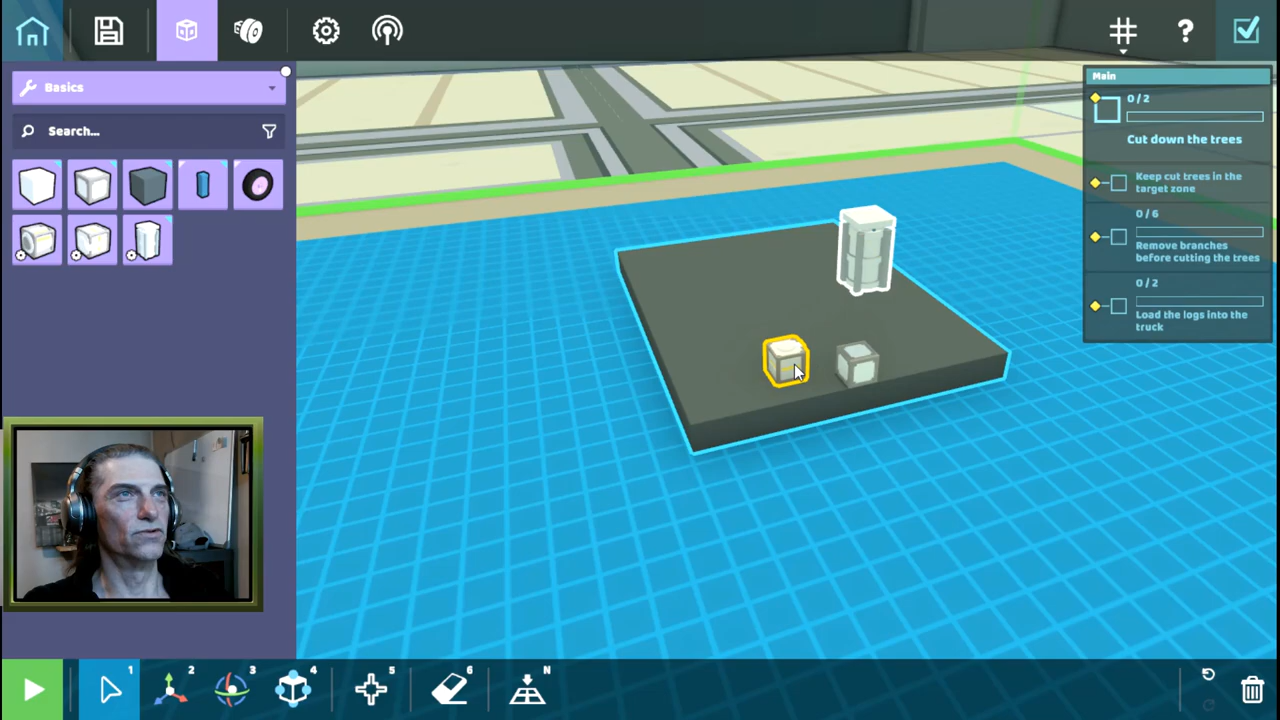 Basics
Search...
Main
0 / 2
Cut down the trees
Keep cut trees in the
target zone
0 / 6
Remove branches
before cutting the trees
0 / 2
Load the logs into the
truck
?
1
2
3
4
5
6
N